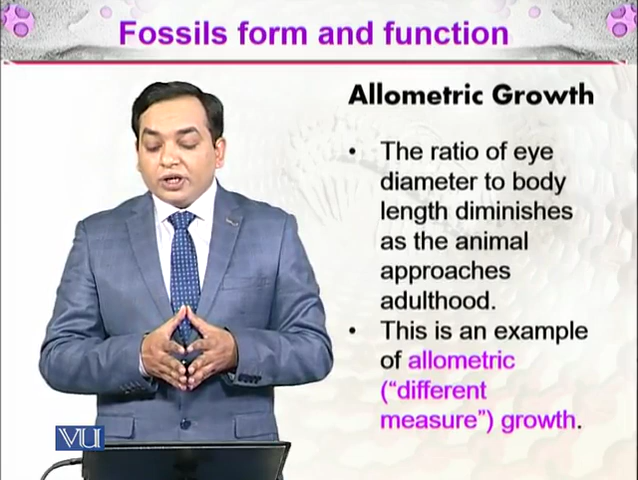 Fossils form and function
Allometric Growth
• The ratio of eye
diameter to body
length diminishes
as the animal
approaches
adulthood.
• This is an example
of allometric
(“different
measure”) growth.
VU